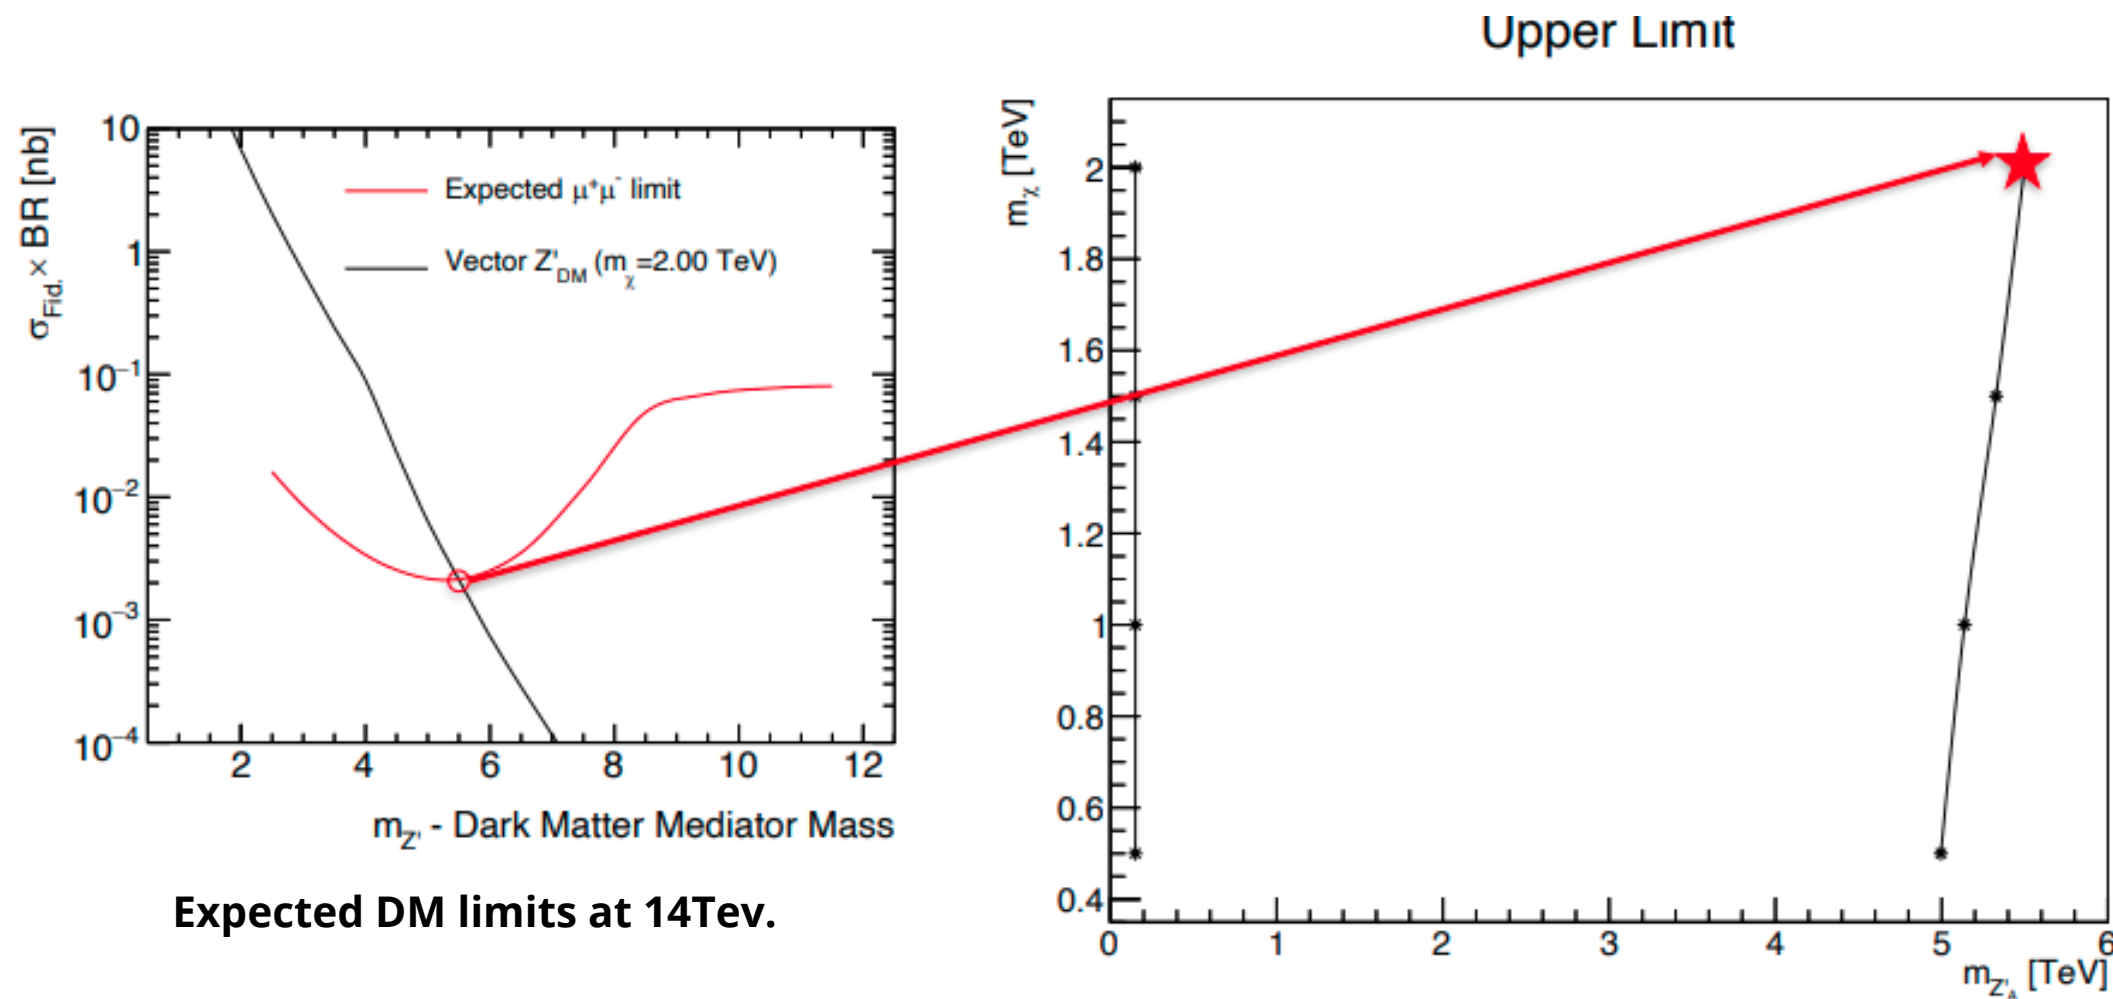 Upper Limit
σFid. × BR [nb]
10
1
10⁻¹
10⁻²
10⁻³
10⁻⁴
Expected μ⁺μ⁻ limit
Vector Z'DM (mχ=2.00 TeV)
2 4 6 8 10 12
mZ' - Dark Matter Mediator Mass
Expected DM limits at 14Tev.
mχ [TeV]
2
1.8
1.6
1.4
1.2
1
0.8
0.6
0.4
0 1 2 3 4 5 6
mZ'A [TeV]